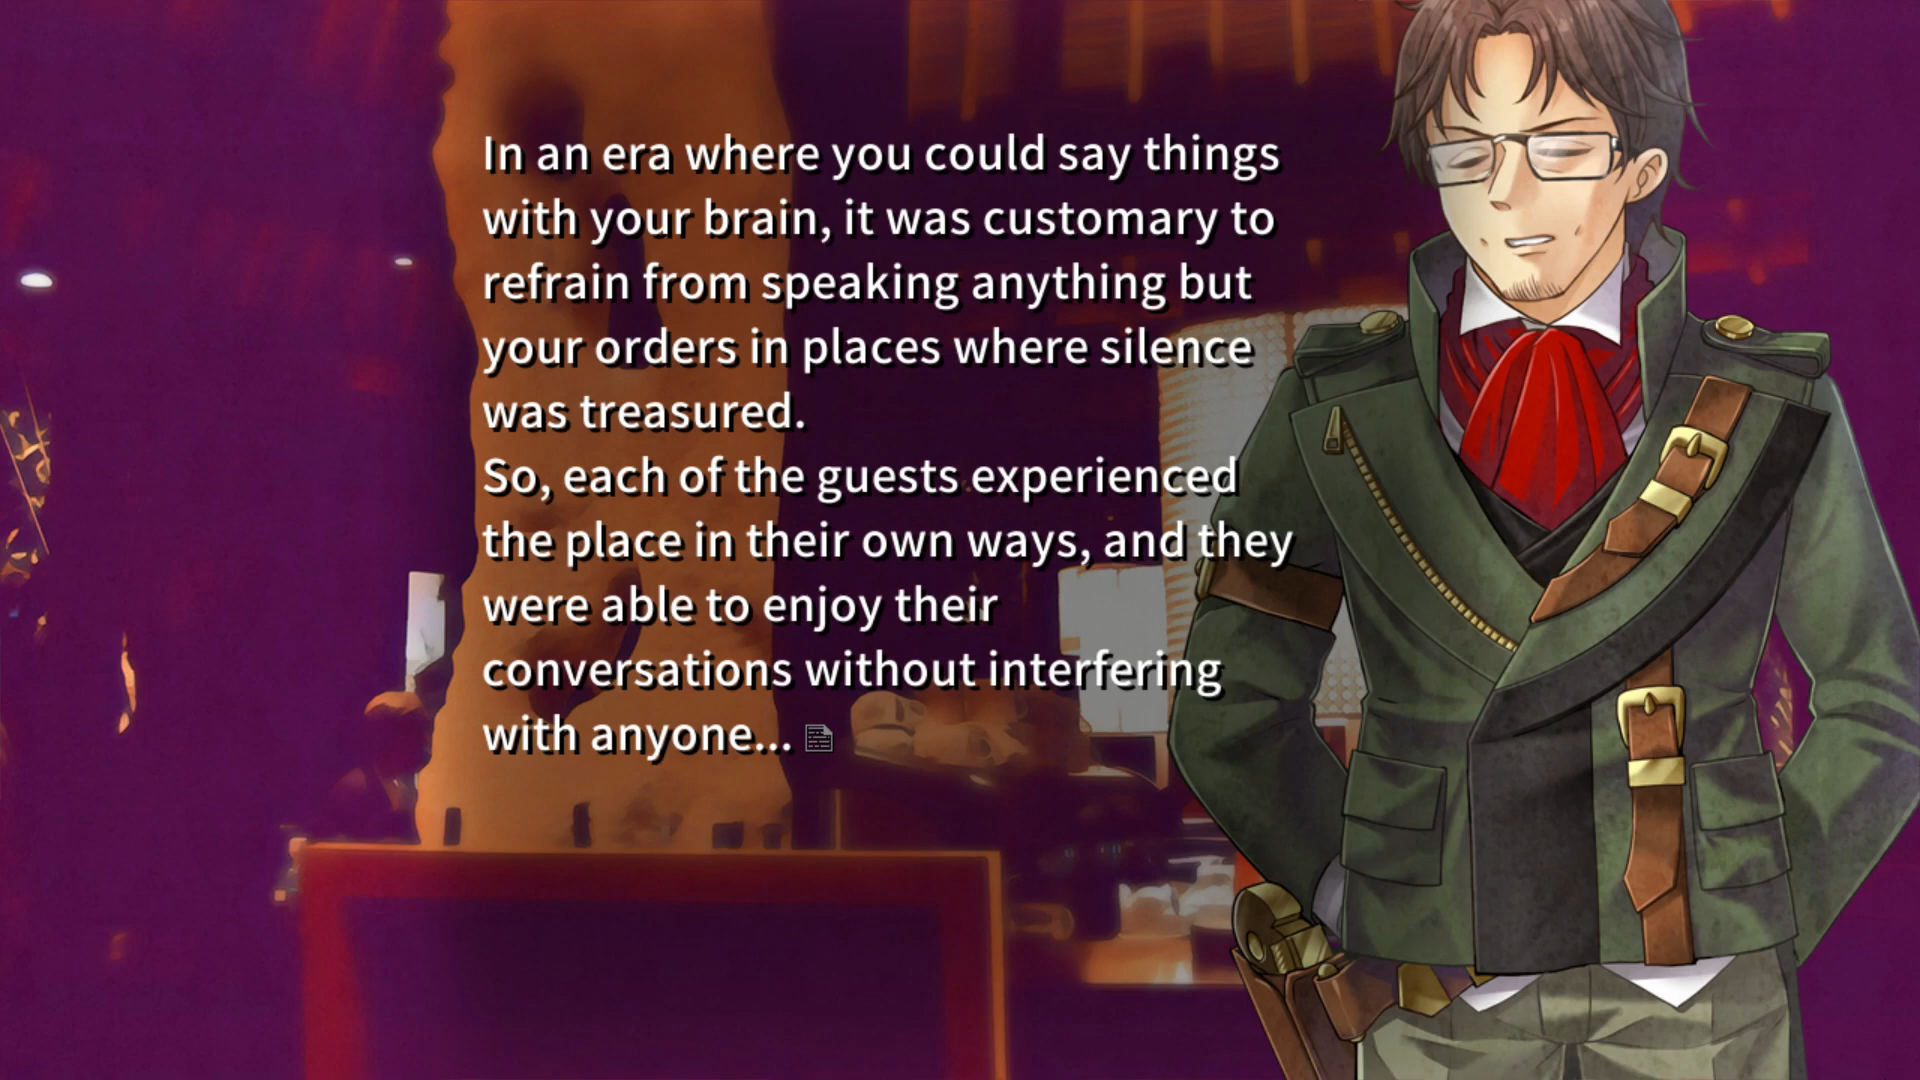 In an era where you could say things
with your brain, it was customary to
refrain from speaking anything but
your orders in places where silence
was treasured.
So, each of the guests experienced
the place in their own ways, and they
were able to enjoy their
conversations without interfering
with anyone...